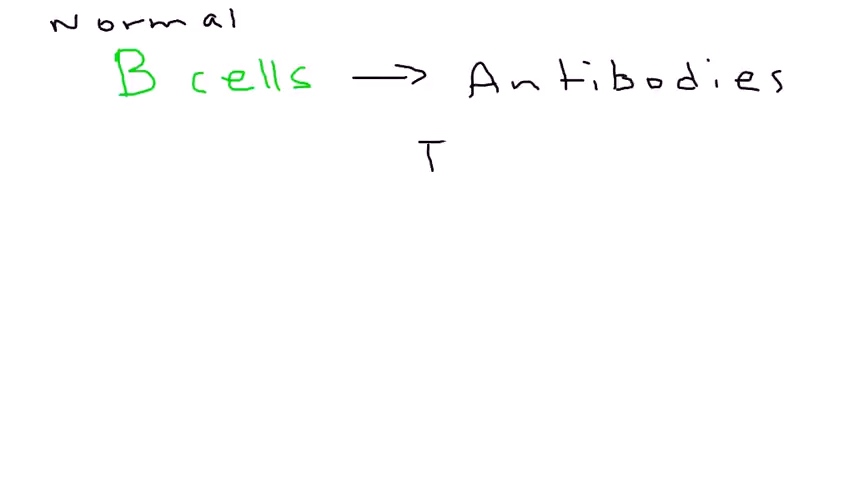 Normal
B cells → Antibodies
T